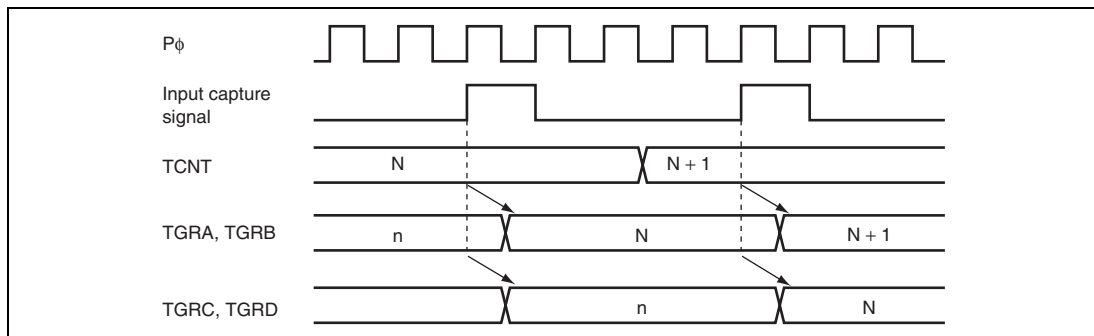 Pϕ
Input capture
signal
TCNT
N
N + 1
TGRA, TGRB
n
N
N + 1
TGRC, TGRD
n
N